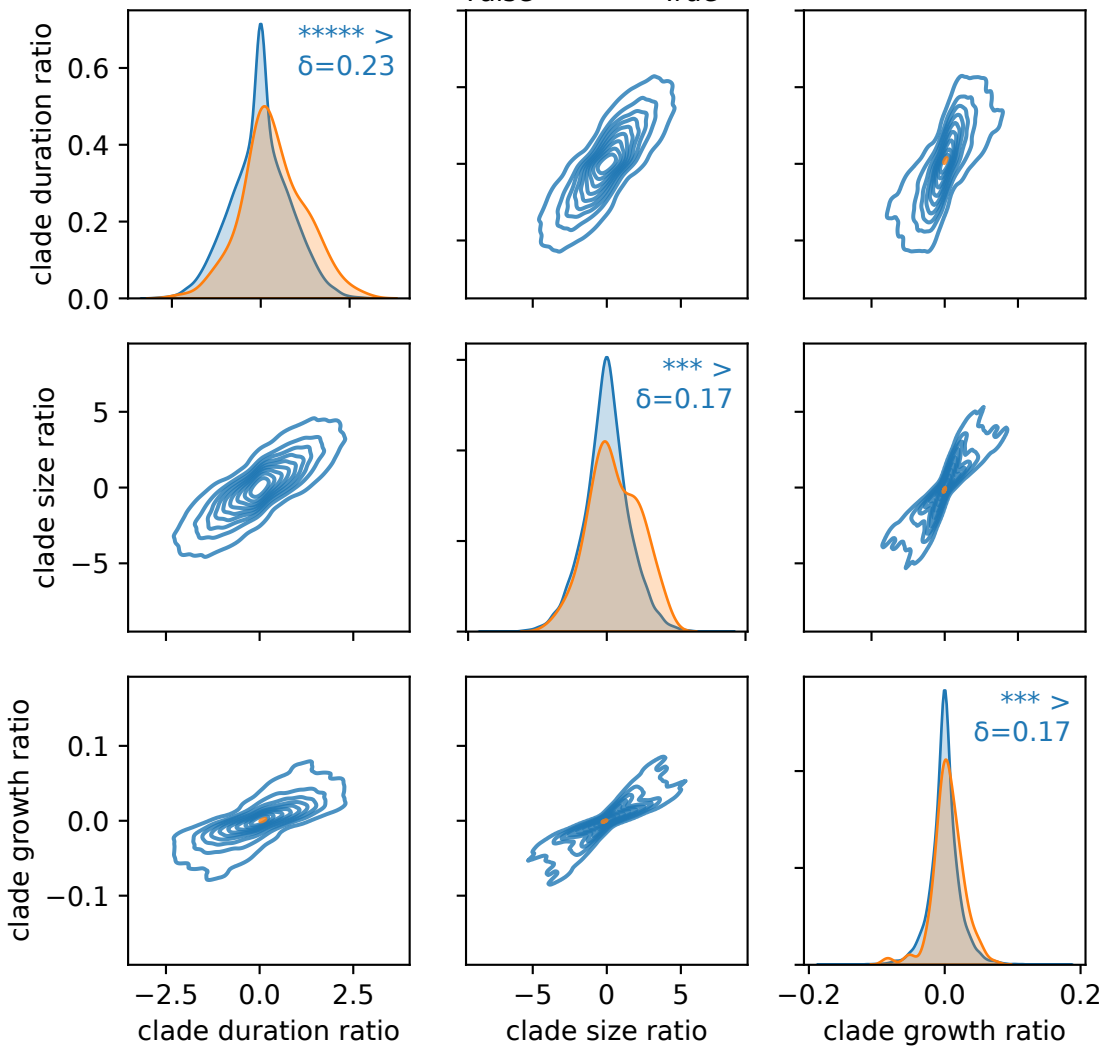 ***** >
δ=0.23
clade duration ratio
0.6
0.4
0.2
0.0
*** >
δ=0.17
clade size ratio
5
0
−5
*** >
δ=0.17
clade growth ratio
0.1
0.0
−0.1
−2.5 0.0 2.5
−5 0 5
−0.2 0.0 0.2
clade duration ratio
clade size ratio
clade growth ratio